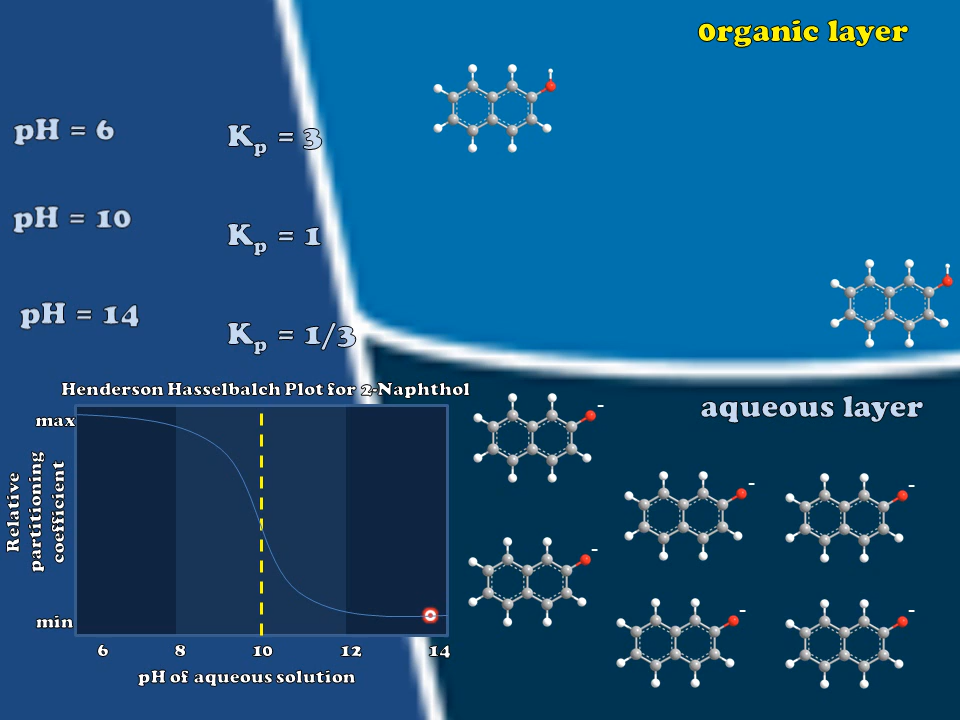 0rganic layer
pH = 6
Kp = 3
pH = 10
Kp = 1
pH = 14
Kp = 1/3
Henderson Hasselbalch Plot for 2-Naphthol
aqueous layer
max
Relative
partitioning
coefficient
min
6 8 10 12 14
pH of aqueous solution
-
-
-
-
-
-